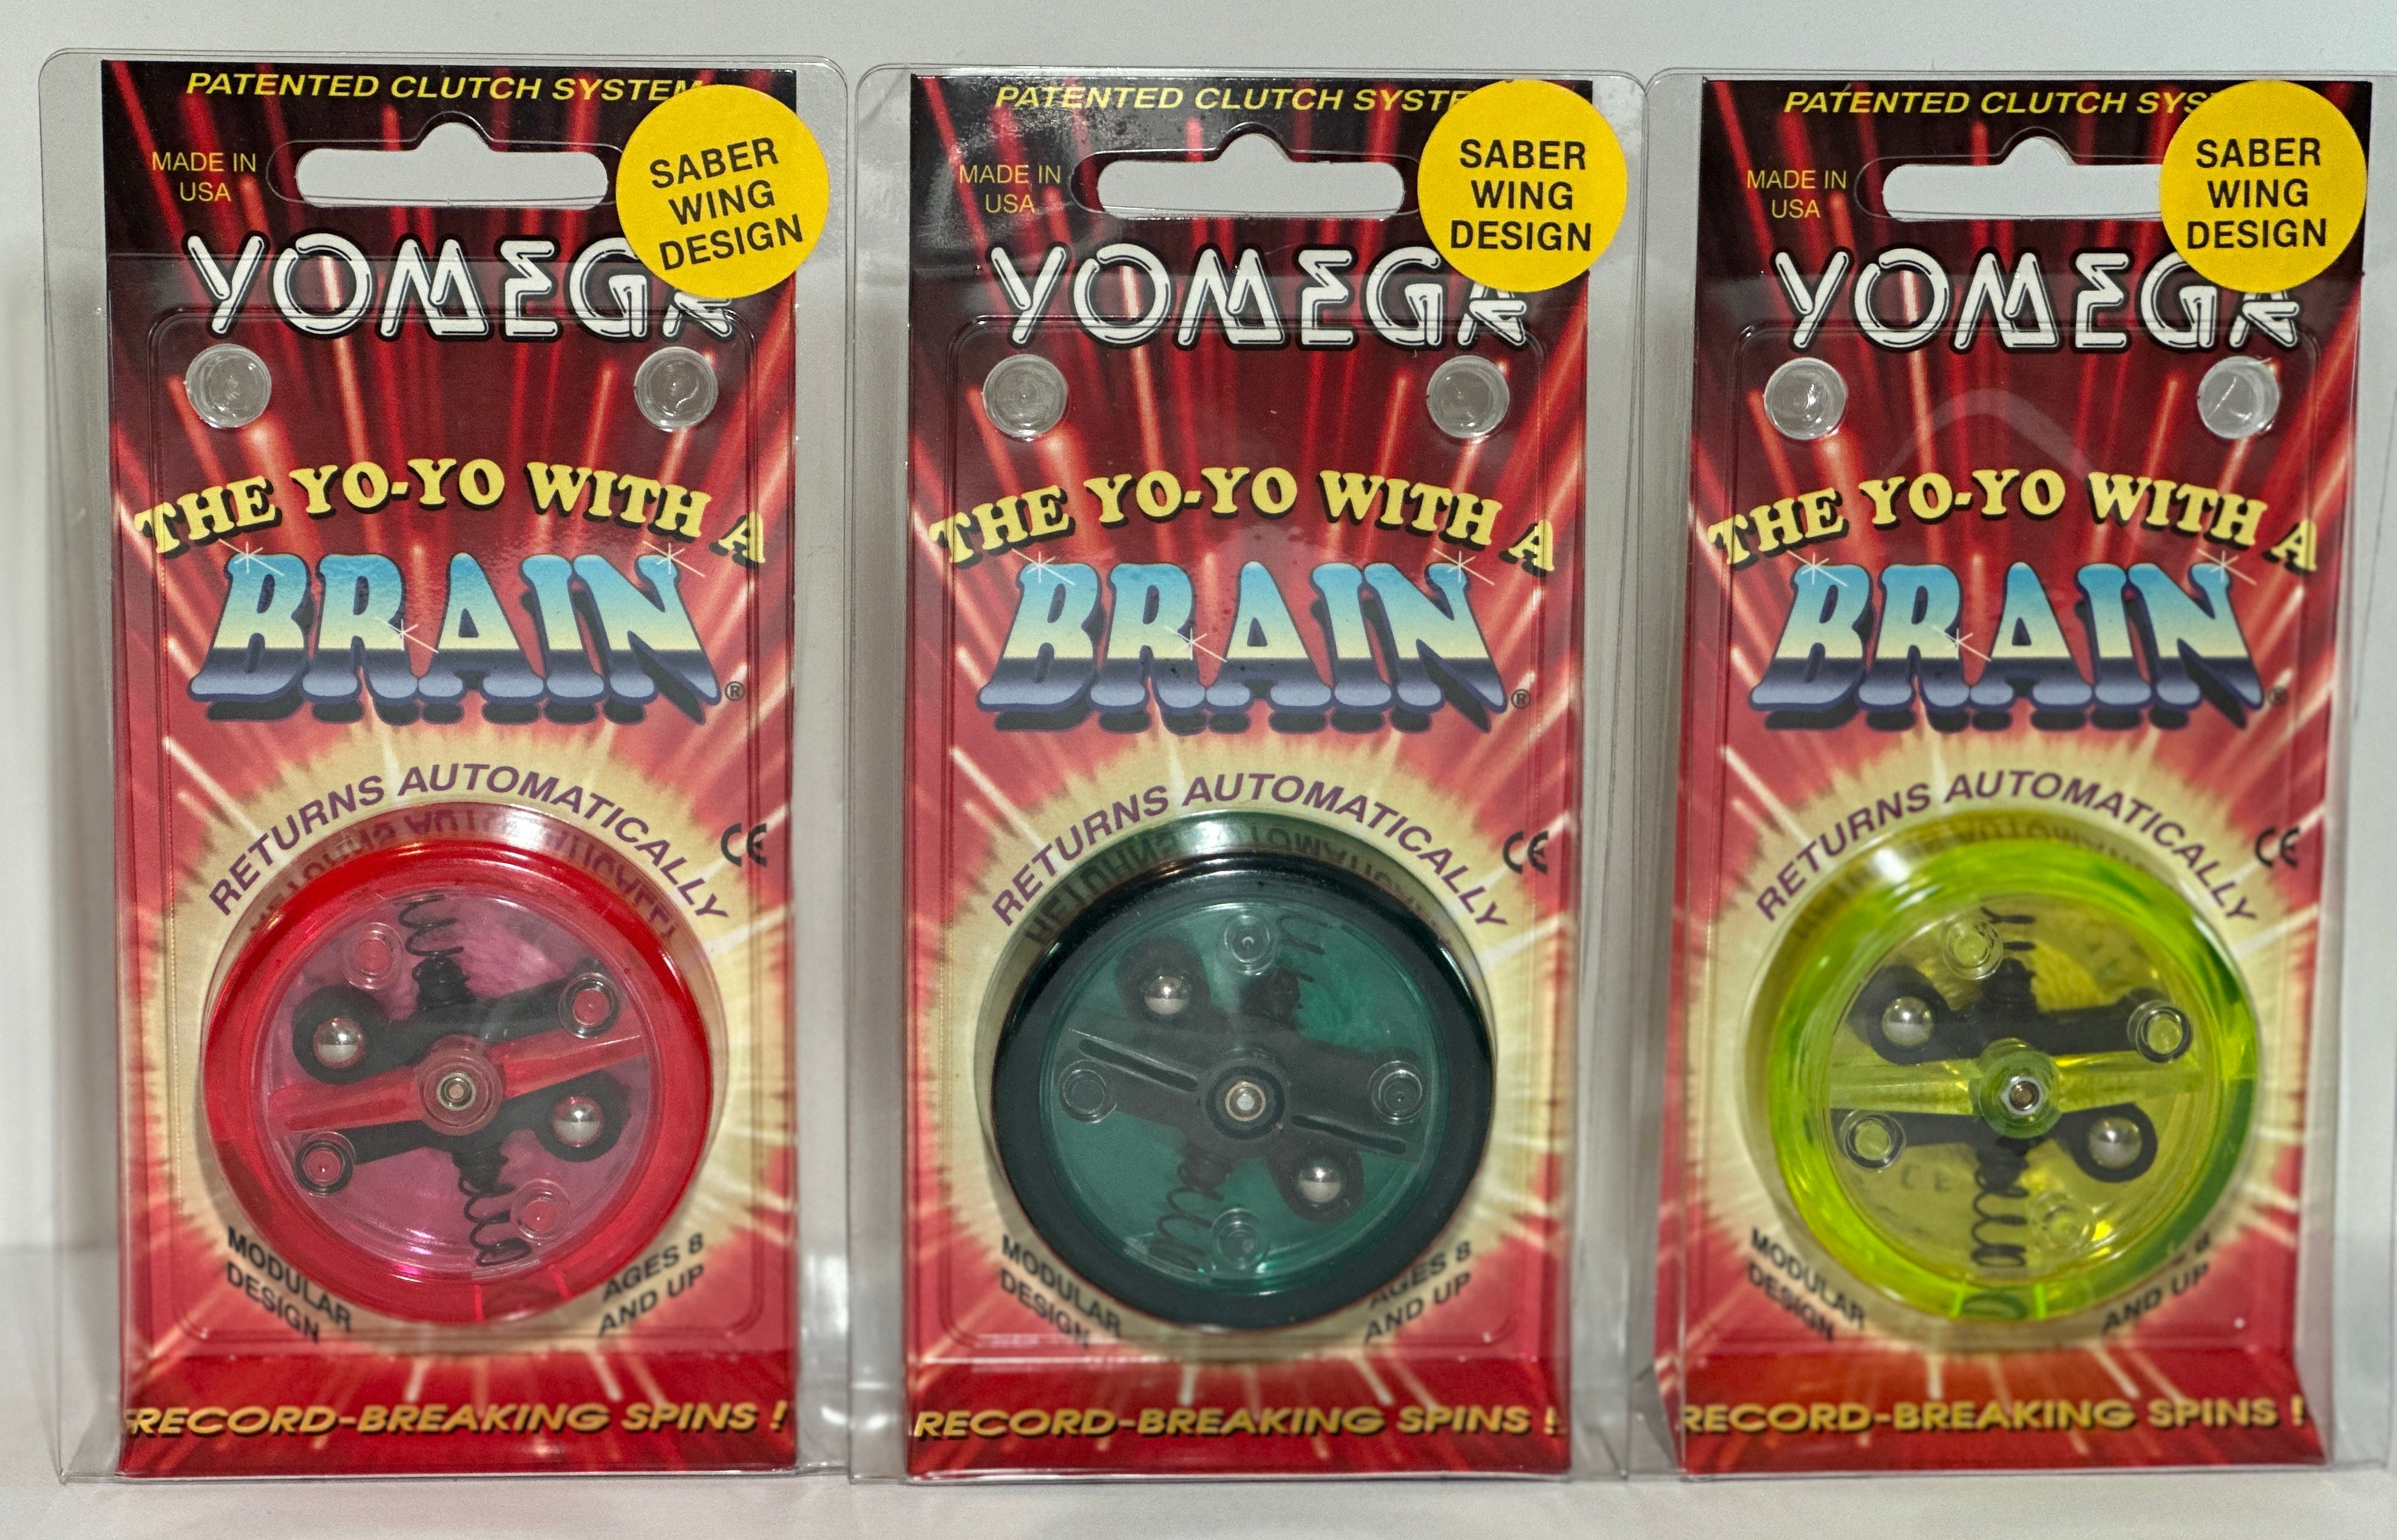 PATENTED CLUTCH SYSTEM
MADE IN
USA
SABER
WING
DESIGN
YOMEGA
THE YO-YO WITH A
BRAIN®
RETURNS AUTOMATICALLY
CE
MODULAR
DESIGN
AGES 8
AND UP
RECORD-BREAKING SPINS !
PATENTED CLUTCH SYSTE
MADE IN
USA
SABER
WING
DESIGN
YOMEGA
THE YO-YO WITH A
BRAIN®
RETURNS AUTOMATICALLY
CE
MODULAR
DESIGN
AGES 8
AND UP
RECORD-BREAKING SPINS !
PATENTED CLUTCH SYS
MADE IN
USA
SABER
WING
DESIGN
YOMEGA
THE YO-YO WITH A
BRAIN®
RETURNS AUTOMATICALLY
CE
MODULAR
DESIGN
8
AND UP
RECORD-BREAKING SPINS !